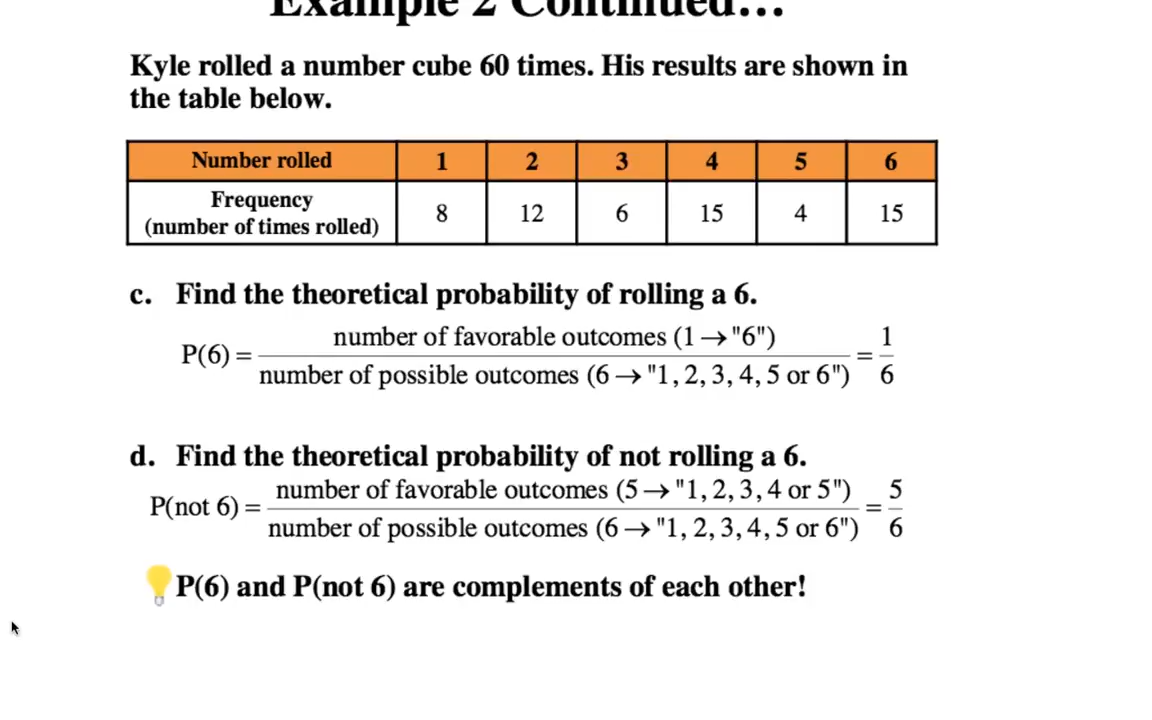 Example 2 Continued...
Kyle rolled a number cube 60 times. His results are shown in
the table below.
Number rolled 1 2 3 4 5 6
Frequency
(number of times rolled) 8 12 6 15 4 15
c. Find the theoretical probability of rolling a 6.
P(6) = number of favorable outcomes (1 → "6") / number of possible outcomes (6 → "1, 2, 3, 4, 5 or 6") = 1/6
d. Find the theoretical probability of not rolling a 6.
P(not 6) = number of favorable outcomes (5 → "1, 2, 3, 4 or 5") / number of possible outcomes (6 → "1, 2, 3, 4, 5 or 6") = 5/6
P(6) and P(not 6) are complements of each other!